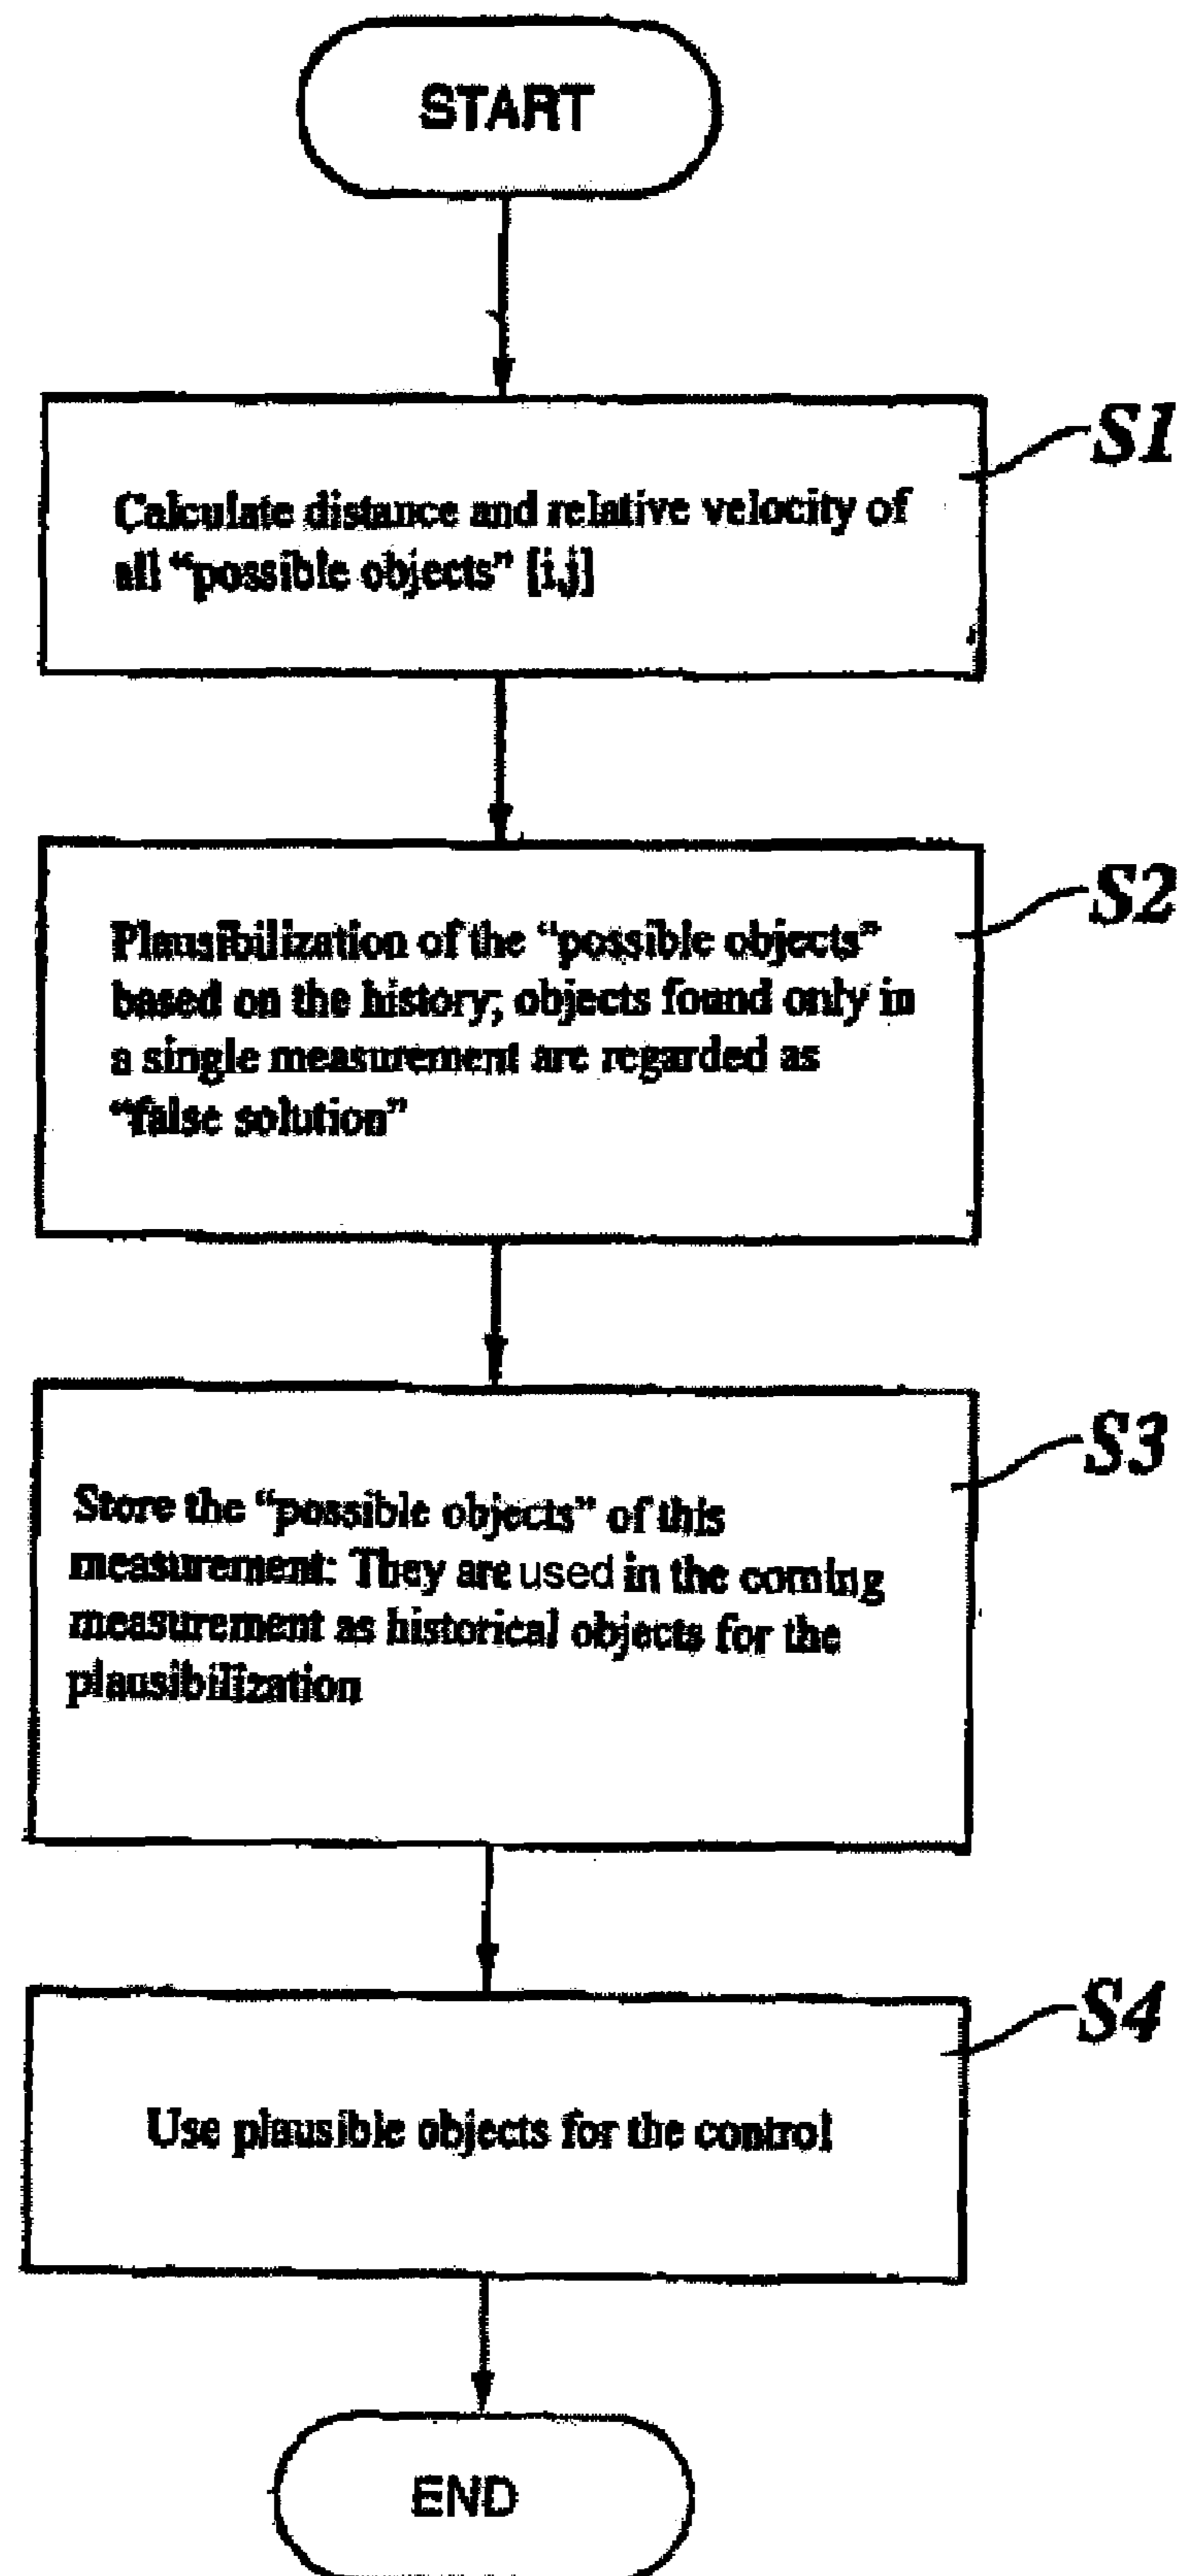 START
S1
Calculate distance and relative velocity of
all “possible objects” [i,j]
S2
Plausibilization of the “possible objects”
based on the history; objects found only in
a single measurement are regarded as
“false solution”
S3
Store the “possible objects” of this
measurement: They are used in the coming
measurement as historical objects for the
plausibilization
S4
Use plausible objects for the control
END